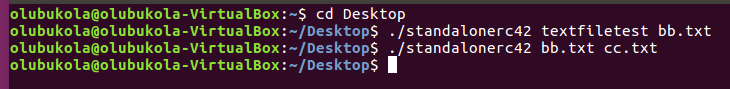 olubukola@olubukola-VirtualBox:~$ cd Desktop
olubukola@olubukola-VirtualBox:~/Desktop$ ./standalonerc42 textfiletest bb.txt
olubukola@olubukola-VirtualBox:~/Desktop$ ./standalonerc42 bb.txt cc.txt
olubukola@olubukola-VirtualBox:~/Desktop$